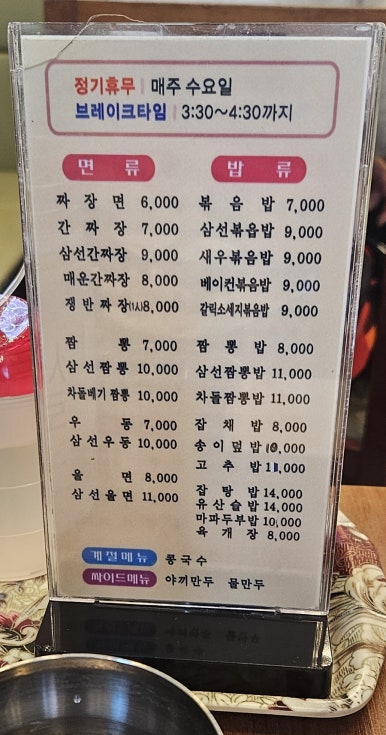 정기휴무 | 매주 수요일
브레이크타임 | 3:30~4:30까지
면 류
짜 장 면 6,000
간 짜 장 7,000
삼선간짜장 9,000
매운간짜장 8,000
쟁반짜장(1人)8,000
짬 뽕 7,000
삼선짬뽕 10,000
차돌베기짬뽕 10,000
우 동 7,000
삼선우동 10,000
울 면 8,000
삼선울면 11,000
밥 류
볶 음 밥 7,000
삼선볶음밥 9,000
새우볶음밥 9,000
베이컨볶음밥 9,000
갈릭소세지볶음밥 9,000
짬 뽕 밥 8,000
삼선짬뽕밥 11,000
차돌짬뽕밥 11,000
잡 채 밥 8,000
송이덮밥 10,000
고 추 밥
잡 탕 밥 14,000
유산슬밥 14,000
마파두부밥 10,000
육 개 장 8,000
계절메뉴 콩국수
싸이드메뉴 야끼만두 물만두